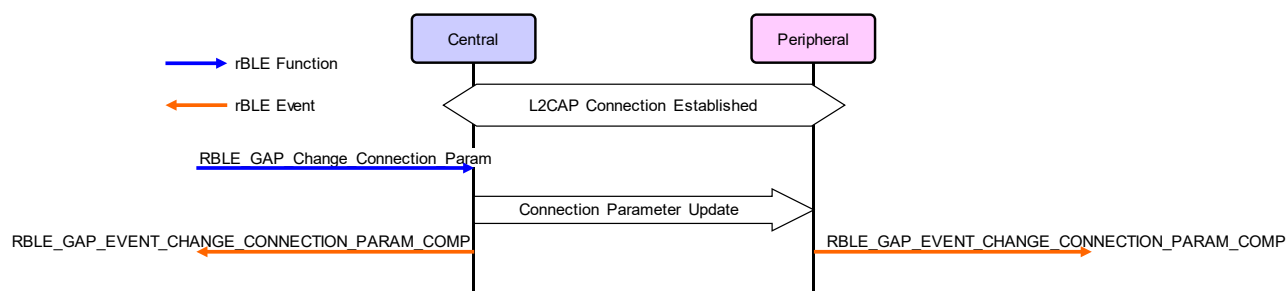 Central
Peripheral
rBLE Function
rBLE Event
L2CAP Connection Established
RBLE_GAP_Change_Connection_Param
Connection Parameter Update
RBLE_GAP_EVENT_CHANGE_CONNECTION_PARAM_COMP
RBLE_GAP_EVENT_CHANGE_CONNECTION_PARAM_COMP